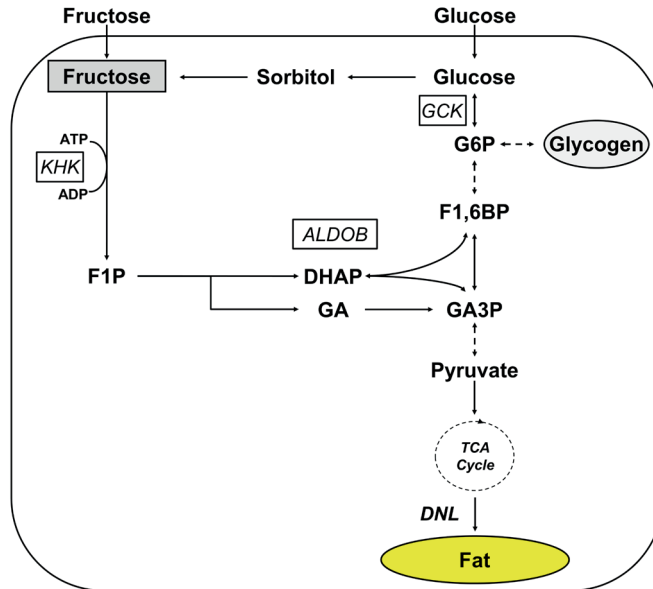 Fructose
Glucose
Fructose
Sorbitol
Glucose
GCK
ATP
KHK
ADP
G6P
Glycogen
F1,6BP
ALDOB
F1P
DHAP
GA
GA3P
Pyruvate
TCA
Cycle
DNL
Fat